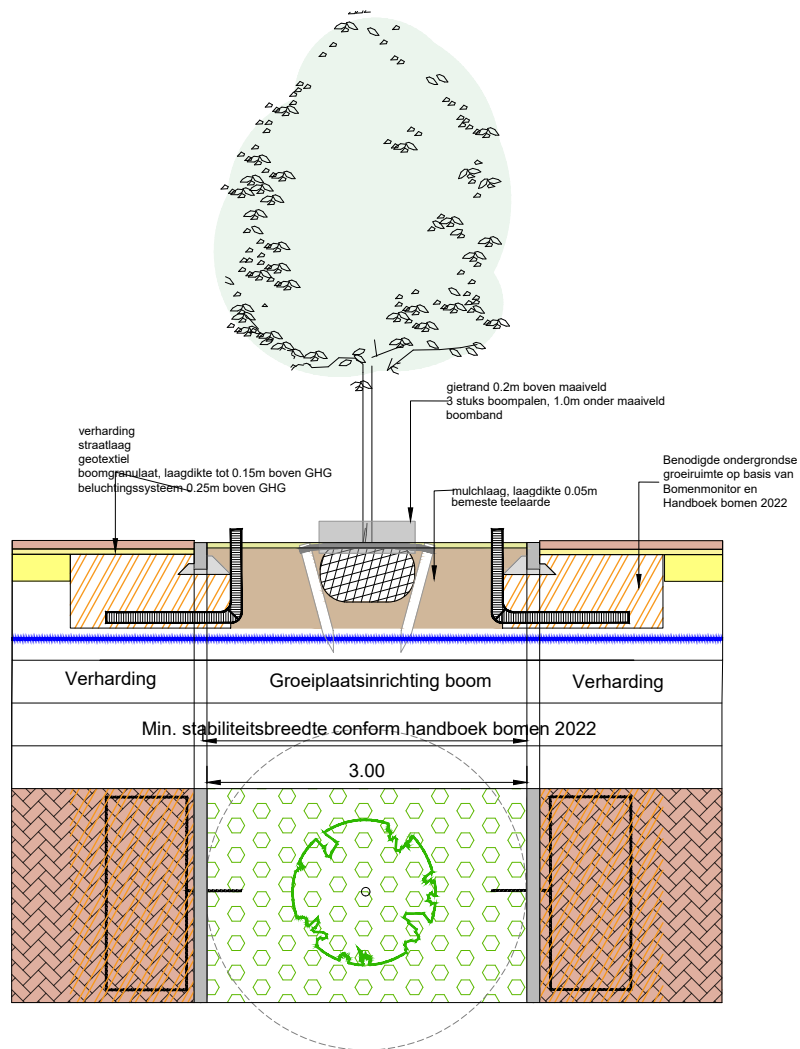 gietrand 0.2m boven maaiveld
3 stuks boompalen, 1.0m onder maaiveld
boomband
verharding
straatlaag
geotextiel
boomgranulaat, laagdikte tot 0.15m boven GHG
beluchtingssysteem 0.25m boven GHG
mulchlaag, laagdikte 0.05m
bemeste teelaarde
Benodigde ondergrondse
groeiruimte op basis van
Bomenmonitor en
Handboek bomen 2022
Verharding
Groeiplaatsinrichting boom
Verharding
Min. stabiliteitsbreedte conform handboek bomen 2022
3.00